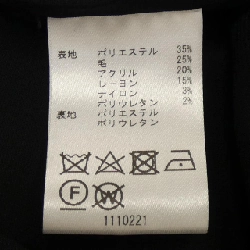 表地 ポリエステル 35%
毛 25%
アクリル 20%
レーヨン 15%
ナイロン 3%
ポリウレタン 2%
裏地 ポリエステル
ポリウレタン
F W
1110221